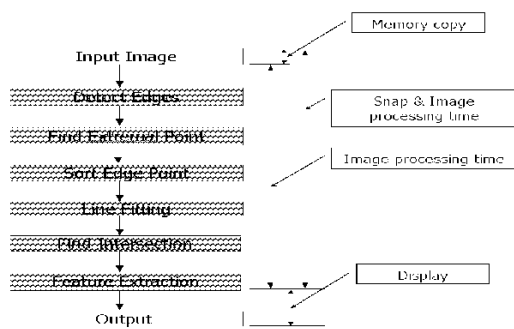 Memory copy
Input Image
Detect Edges
Snap & Image
processing time
Find Extremal Point
Image processing time
Sort Edge Point
Line Fitting
Find Intersection
Feature Extraction
Display
Output